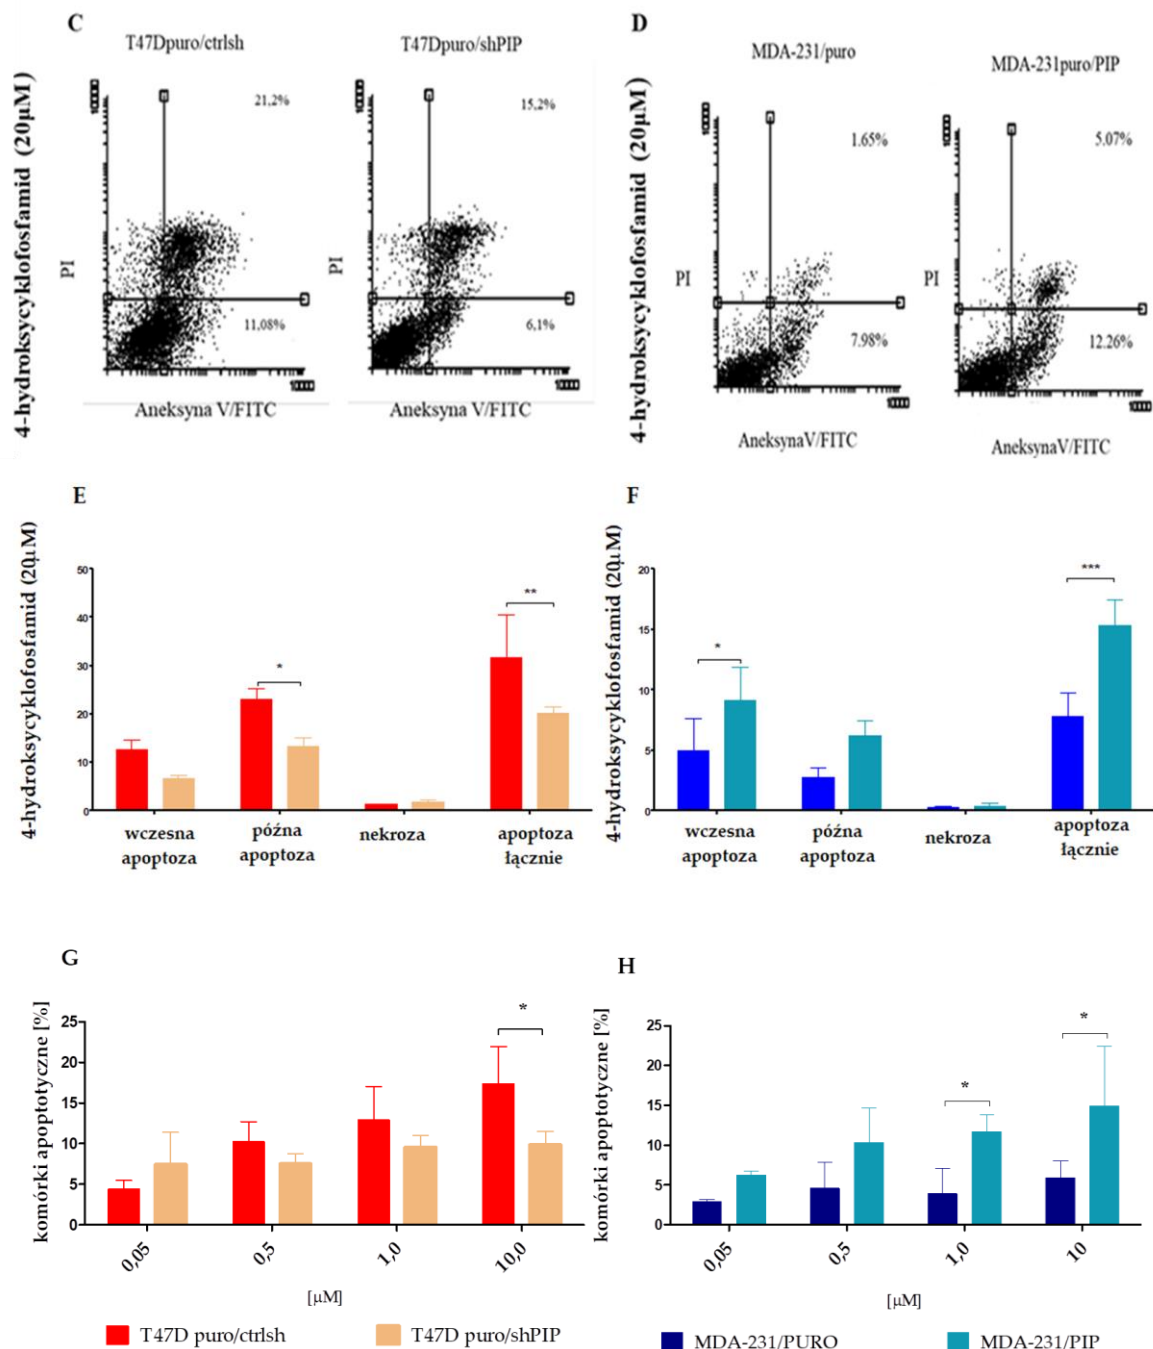 C
D
T47Dpuro/ctrlsh
T47Dpuro/shPIP
MDA-231/puro
MDA-231puro/PIP
4-hydroksycyklofosfamid (20µM)
21,2%
15,2%
PI
PI
11,08%
6,1%
Aneksyna V/FITC
Aneksyna V/FITC
4-hydroksycyklofosfamid (20µM)
1.65%
5.07%
PI
PI
7.98%
12.26%
AneksynaV/FITC
AneksynaV/FITC
E
F
4-hydroksycyklofosfamid (20µM)
50
40
30
20
10
0
*
**
wczesna apoptoza
późna apoptoza
nekroza
apoptoza łącznie
4-hydroksycyklofosfamid (20µM)
20
15
10
5
0
*
***
wczesna apoptoza
późna apoptoza
nekroza
apoptoza łącznie
G
H
komórki apoptotyczne [%]
25
20
15
10
5
0
*
0,05
0,5
1,0
10,0
[µM]
komórki apoptotyczne [%]
25
20
15
10
5
0
*
*
0,05
0,5
1,0
10
[µM]
T47D puro/ctrlsh
T47D puro/shPIP
MDA-231/PURO
MDA-231/PIP